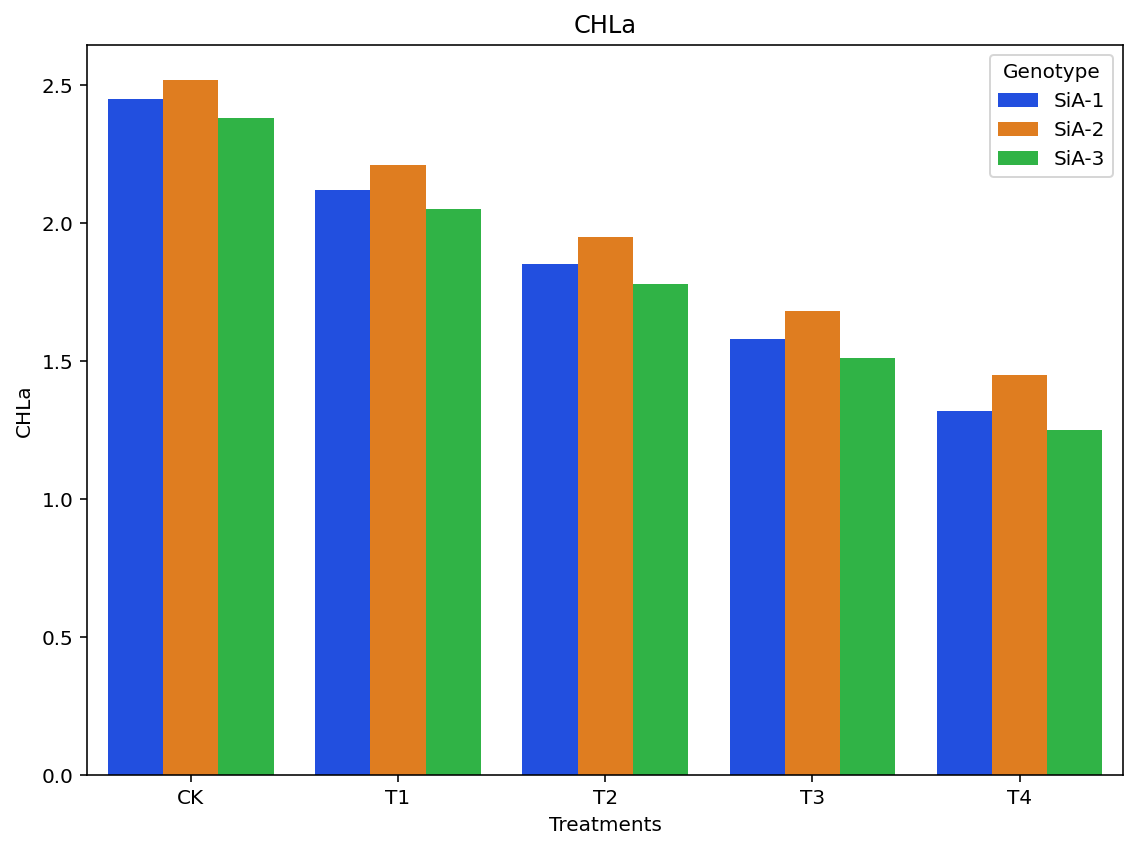 CHLa
Genotype
SiA-1
SiA-2
SiA-3
CHLa
2.5
2.0
1.5
1.0
0.5
0.0
CK T1 T2 T3 T4
Treatments